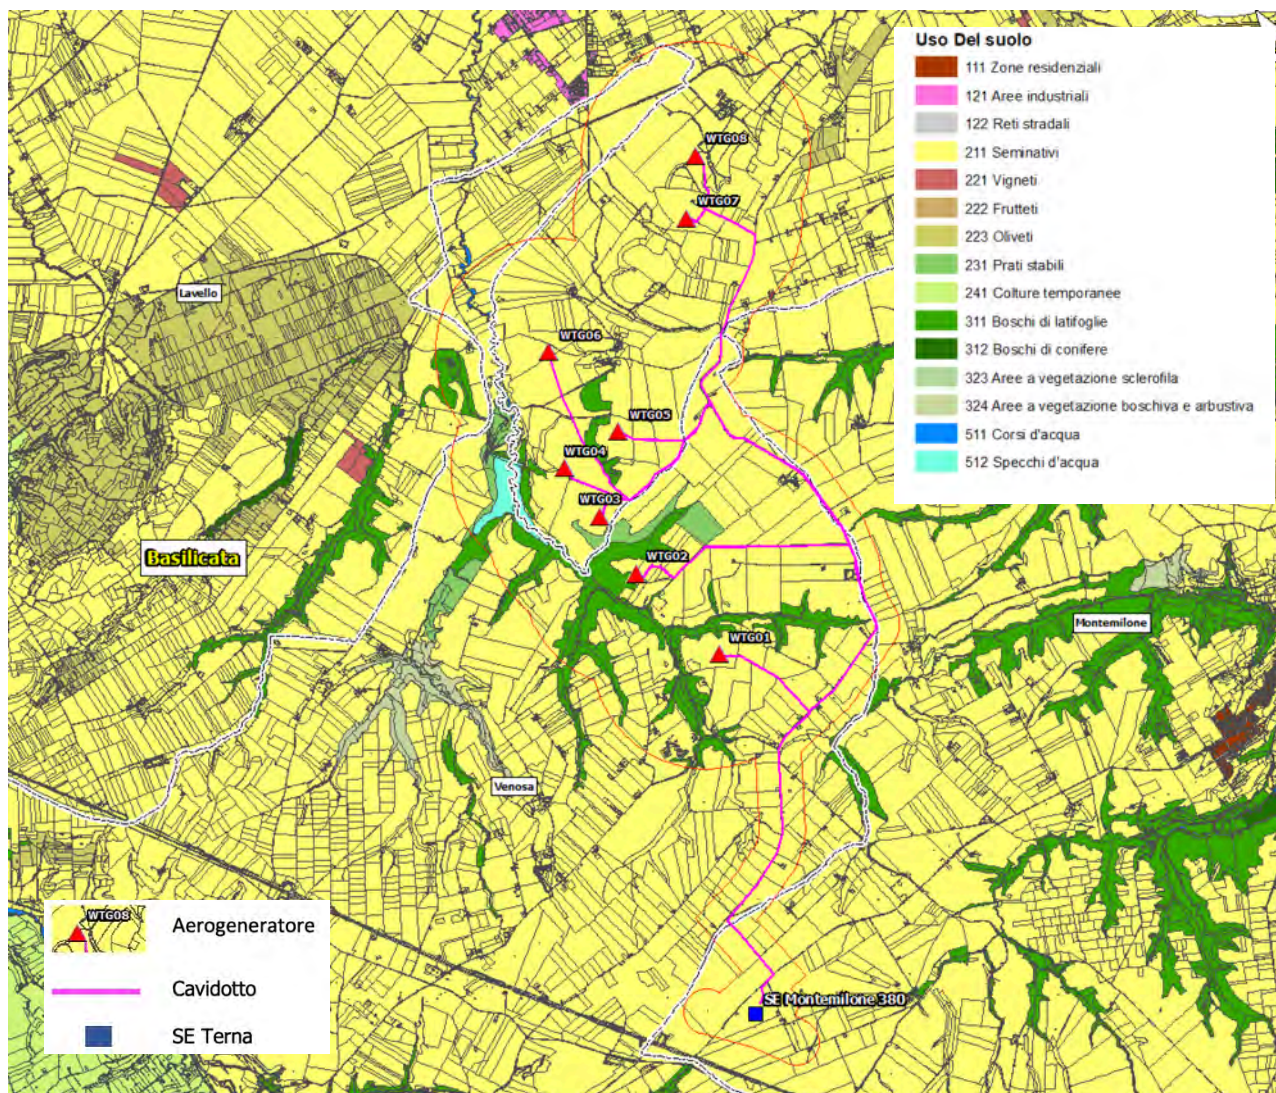 Uso Del suolo
111 Zone residenziali
121 Aree industriali
122 Reti stradali
211 Seminativi
221 Vigneti
222 Frutteti
223 Oliveti
231 Prati stabili
241 Colture temporanee
311 Boschi di latifoglie
312 Boschi di conifere
323 Aree a vegetazione sclerofila
324 Aree a vegetazione boschiva e arbustiva
511 Corsi d'acqua
512 Specchi d'acqua
WTG08
WTG07
Lavello
WTG06
WTG05
WTG04
WTG03
Basilicata
WTG02
Montemilone
WTG01
Venosa
SE Montemilone 380
WTG08
Aerogeneratore
Cavidotto
SE Terna